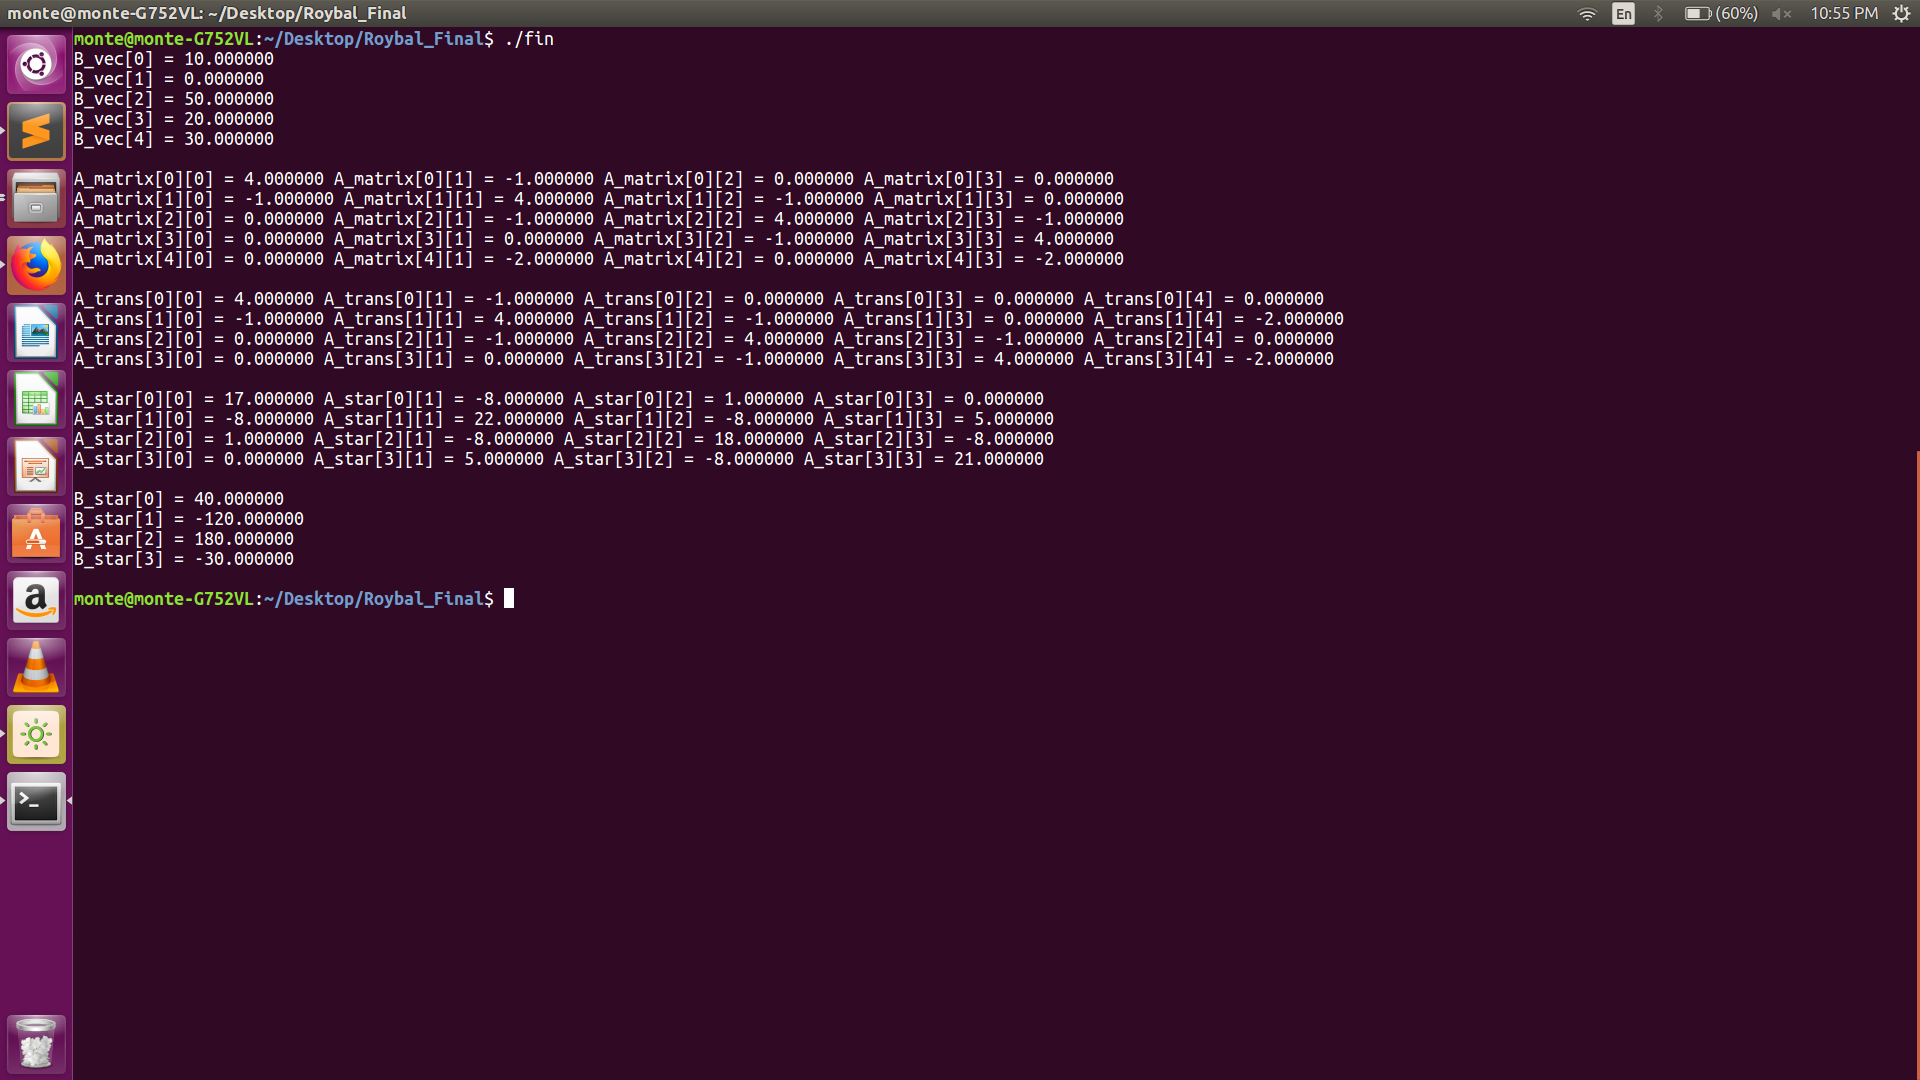 monte@monte-G752VL: ~/Desktop/Roybal_Final
En (60%) 10:55 PM
monte@monte-G752VL:~/Desktop/Roybal_Final$ ./fin
B_vec[0] = 10.000000
B_vec[1] = 0.000000
B_vec[2] = 50.000000
B_vec[3] = 20.000000
B_vec[4] = 30.000000
A_matrix[0][0] = 4.000000 A_matrix[0][1] = -1.000000 A_matrix[0][2] = 0.000000 A_matrix[0][3] = 0.000000
A_matrix[1][0] = -1.000000 A_matrix[1][1] = 4.000000 A_matrix[1][2] = -1.000000 A_matrix[1][3] = 0.000000
A_matrix[2][0] = 0.000000 A_matrix[2][1] = -1.000000 A_matrix[2][2] = 4.000000 A_matrix[2][3] = -1.000000
A_matrix[3][0] = 0.000000 A_matrix[3][1] = 0.000000 A_matrix[3][2] = -1.000000 A_matrix[3][3] = 4.000000
A_matrix[4][0] = 0.000000 A_matrix[4][1] = -2.000000 A_matrix[4][2] = 0.000000 A_matrix[4][3] = -2.000000
A_trans[0][0] = 4.000000 A_trans[0][1] = -1.000000 A_trans[0][2] = 0.000000 A_trans[0][3] = 0.000000 A_trans[0][4] = 0.000000
A_trans[1][0] = -1.000000 A_trans[1][1] = 4.000000 A_trans[1][2] = -1.000000 A_trans[1][3] = 0.000000 A_trans[1][4] = -2.000000
A_trans[2][0] = 0.000000 A_trans[2][1] = -1.000000 A_trans[2][2] = 4.000000 A_trans[2][3] = -1.000000 A_trans[2][4] = 0.000000
A_trans[3][0] = 0.000000 A_trans[3][1] = 0.000000 A_trans[3][2] = -1.000000 A_trans[3][3] = 4.000000 A_trans[3][4] = -2.000000
A_star[0][0] = 17.000000 A_star[0][1] = -8.000000 A_star[0][2] = 1.000000 A_star[0][3] = 0.000000
A_star[1][0] = -8.000000 A_star[1][1] = 22.000000 A_star[1][2] = -8.000000 A_star[1][3] = 5.000000
A_star[2][0] = 1.000000 A_star[2][1] = -8.000000 A_star[2][2] = 18.000000 A_star[2][3] = -8.000000
A_star[3][0] = 0.000000 A_star[3][1] = 5.000000 A_star[3][2] = -8.000000 A_star[3][3] = 21.000000
B_star[0] = 40.000000
B_star[1] = -120.000000
B_star[2] = 180.000000
B_star[3] = -30.000000
monte@monte-G752VL:~/Desktop/Roybal_Final$